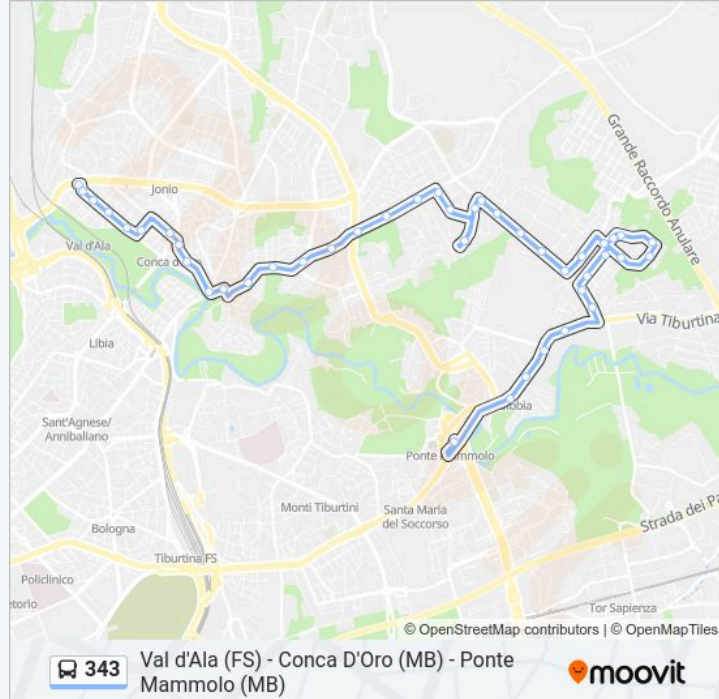 Grande Raccordo Anulare
Jonio
Val d'Ala
Conca d'
Via Tiburtina
Libia
Sant'Agnese/
Annibaliano
bbia
Ponte Mammolo
Monti Tiburtini
Santa Maria
del Soccorso
Strada dei Pa
Bologna
Tiburtina FS
Policlinico
etorio
Tor Sapienza
© OpenStreetMap contributors | © OpenMapTiles
343
Val d'Ala (FS) - Conca D'Oro (MB) - Ponte
Mammolo (MB)
moovit